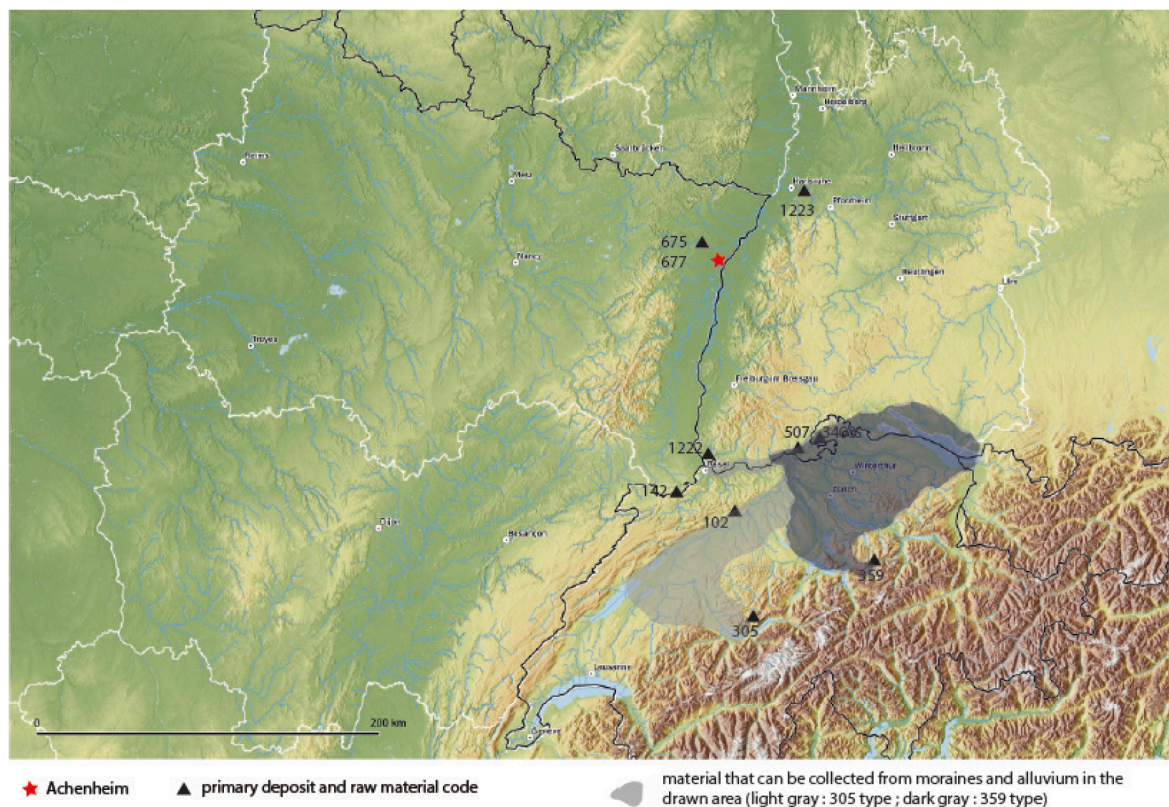 Mannheim
Heidelberg
Saarbrücken
Heilbronn
Reims
Metz
Karlsruhe
Pforzheim
1223
Stuttgart
675
677
Nancy
Reutlingen
Ulm
Troyes
Freiburg im Breisgau
507
1222
Basel
Winterthur
142
Zürich
102
Dijon
Besançon
359
305
Lausanne
0
200 km
Genève
Achenheim
primary deposit and raw material code
material that can be collected from moraines and alluvium in the
drawn area (light gray : 305 type ; dark gray : 359 type)